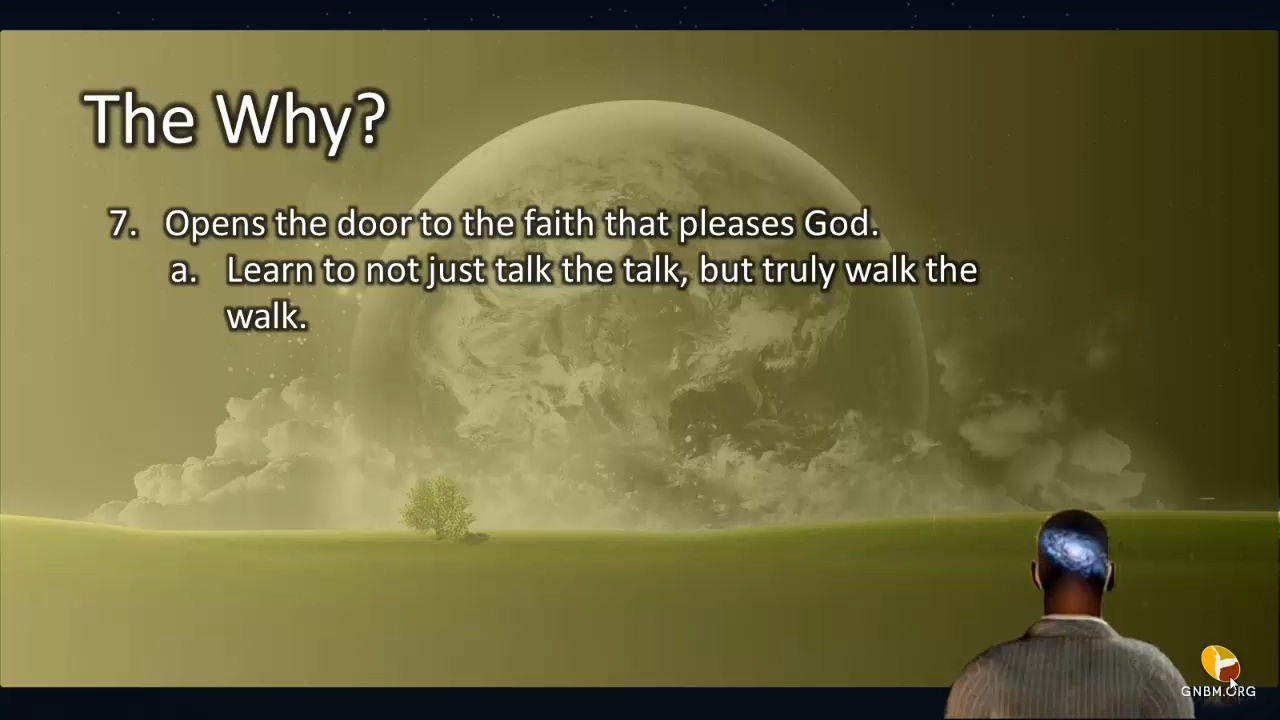 The Why?
7. Opens the door to the faith that pleases God.
a. Learn to not just talk the talk, but truly walk the
walk.
GNBM.ORG